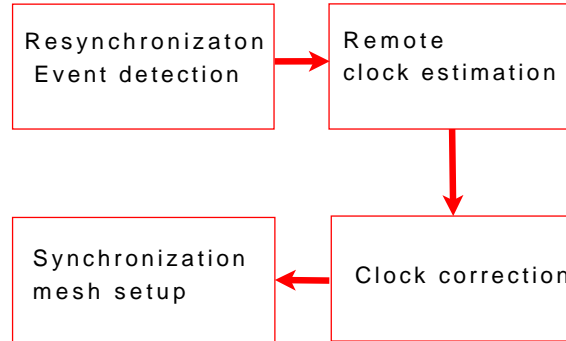 Resynchronizaton
Event detection
Remote
clock estimation
Clock correction
Synchronization
mesh setup